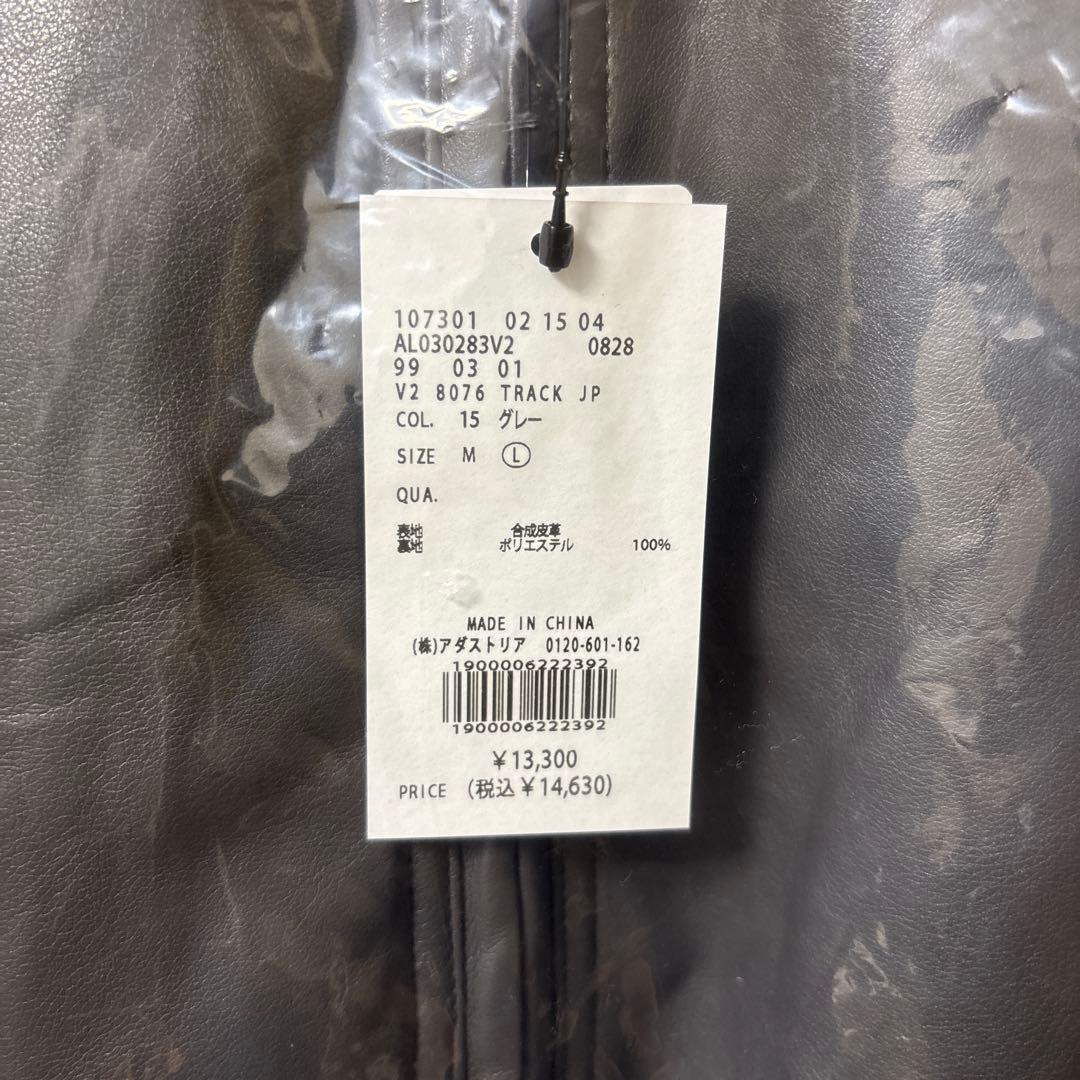 107301 02 15 04
AL030283V2 0828
99 03 01
V2 8076 TRACK JP
COL. 15 グレー
SIZE M Ⓛ
QUA.
表地 合成皮革
裏地 ポリエステル 100%
MADE IN CHINA
(株)アダストリア 0120-601-162
1900006222392
1900006222392
¥13,300
PRICE (税込¥14,630)